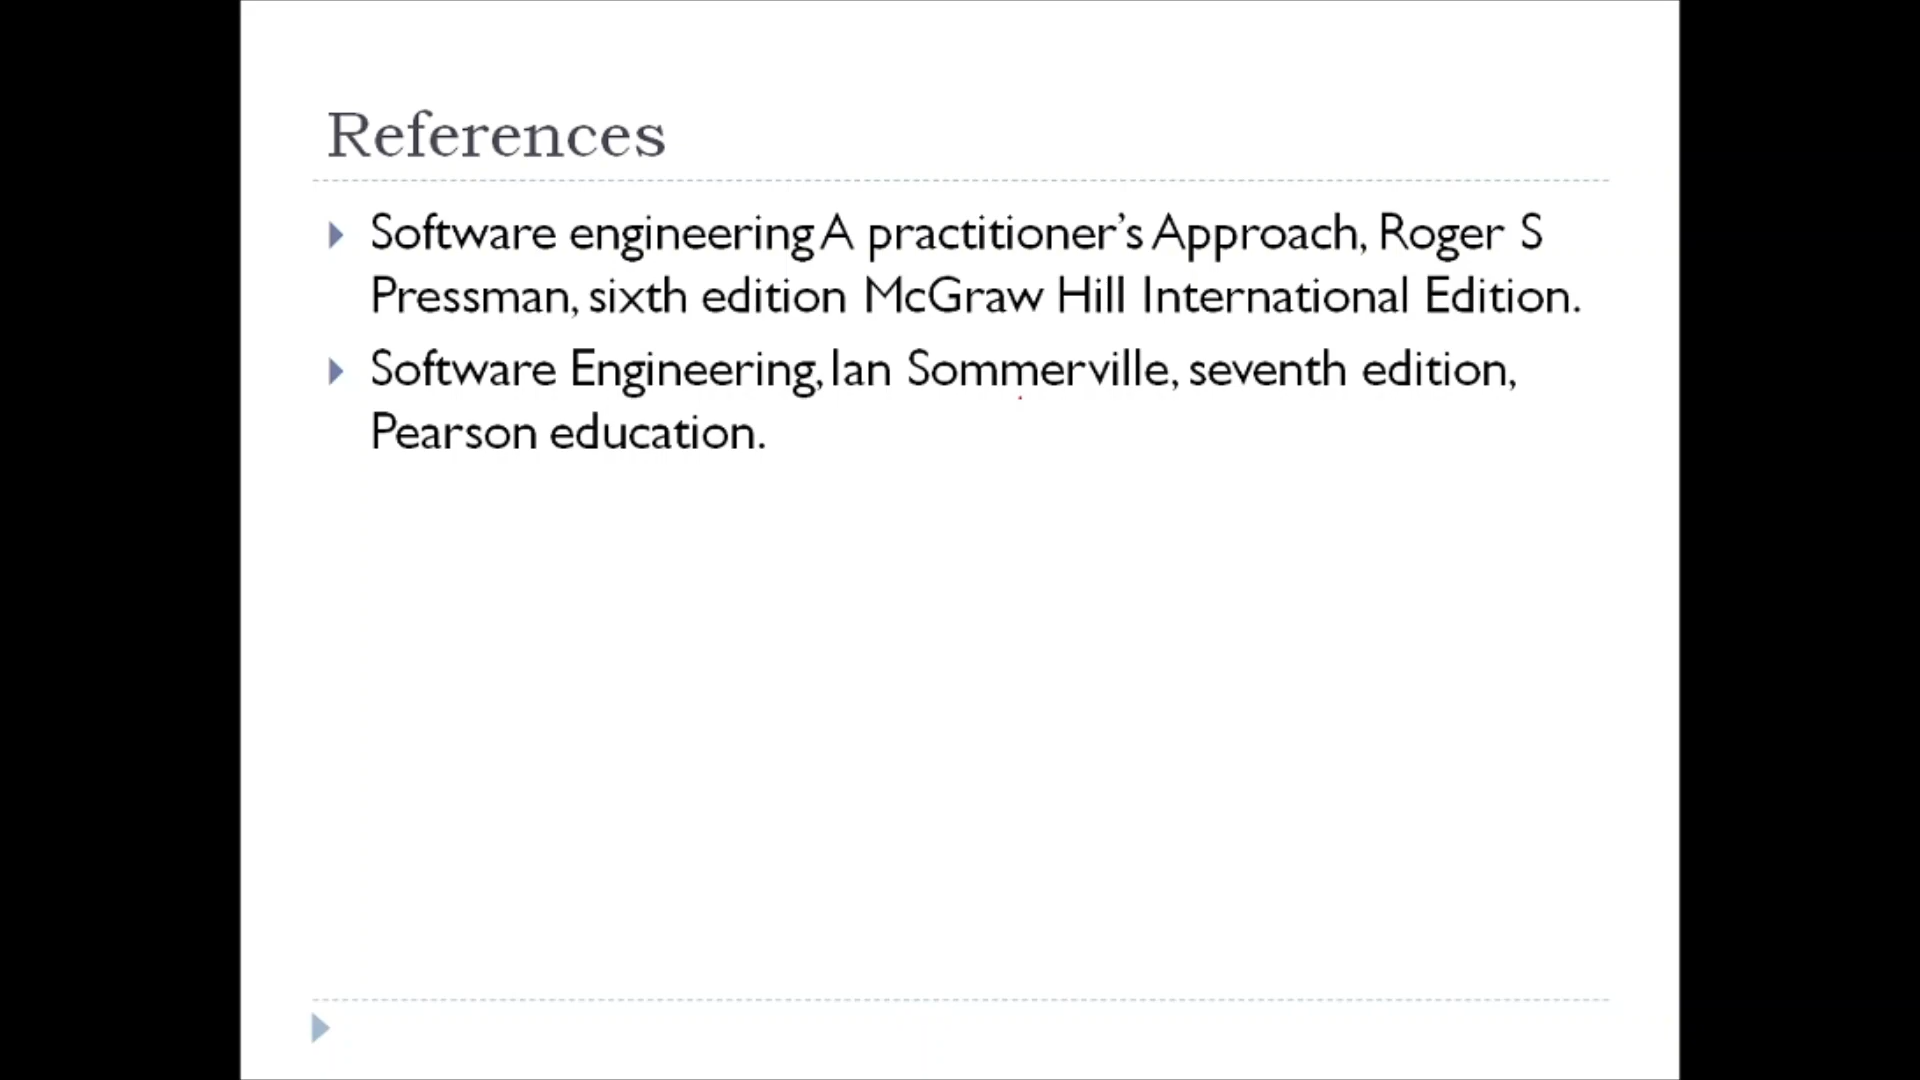 References
Software engineering A practitioner's Approach, Roger S
Pressman, sixth edition McGraw Hill International Edition.
Software Engineering, Ian Sommerville, seventh edition,
Pearson education.